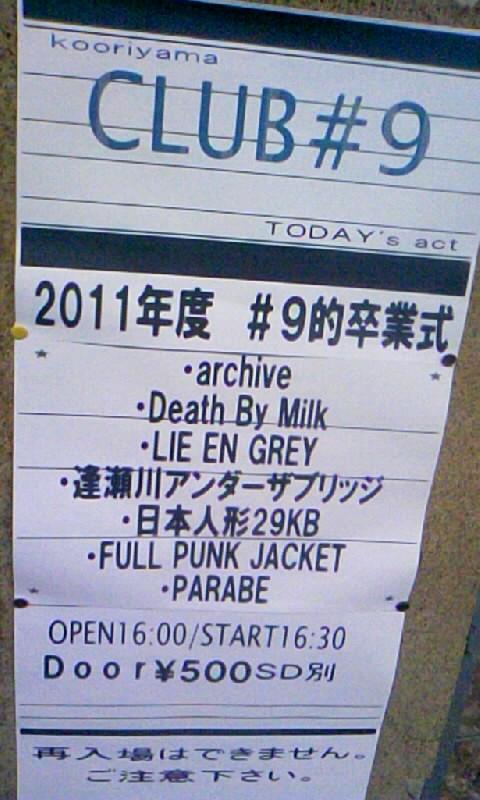 kooriyama
CLUB#9
TODAY's act
2011年度 #9的卒業式
・archive
・Death By Milk
・LIE EN GREY
・逢瀬川アンダーザブリッジ
・日本人形29KB
・FULL PUNK JACKET
・PARABE
OPEN16:00/START16:30
Door¥500SD別
再入場はできません。
ご注意下さい。